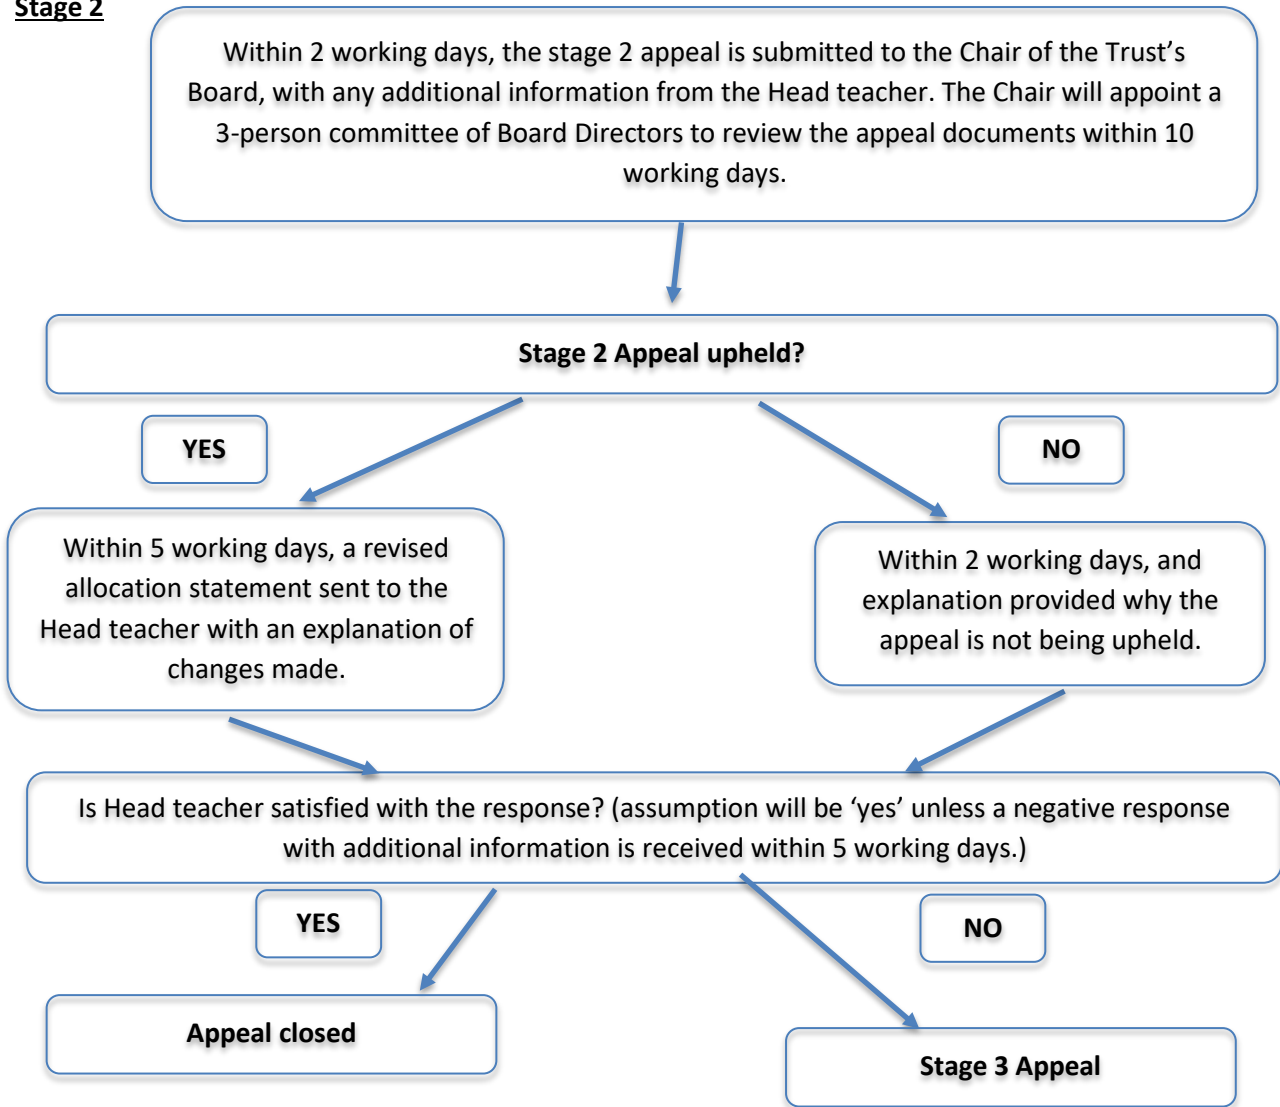 Stage 2
Within 2 working days, the stage 2 appeal is submitted to the Chair of the Trust’s
Board, with any additional information from the Head teacher. The Chair will appoint a
3-person committee of Board Directors to review the appeal documents within 10
working days.
Stage 2 Appeal upheld?
YES
NO
Within 5 working days, a revised
allocation statement sent to the
Head teacher with an explanation of
changes made.
Within 2 working days, and
explanation provided why the
appeal is not being upheld.
Is Head teacher satisfied with the response? (assumption will be ‘yes’ unless a negative response
with additional information is received within 5 working days.)
YES
NO
Appeal closed
Stage 3 Appeal